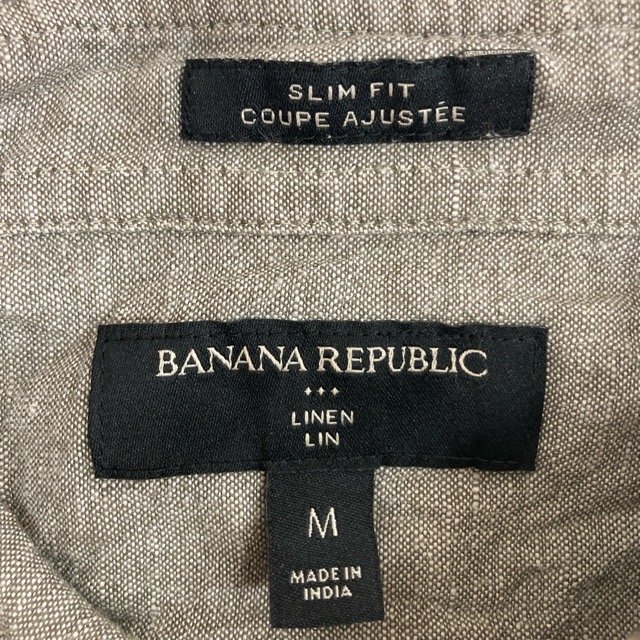 SLIM FIT
COUPE AJUSTÉE
BANANA REPUBLIC
LINEN
LIN
M
MADE IN
INDIA